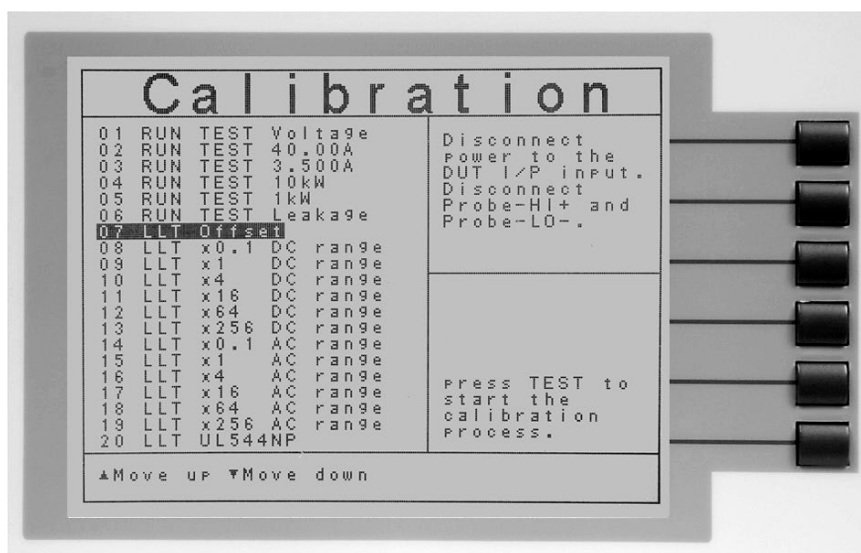 Calibration
01 RUN TEST Voltage
02 RUN TEST 40.00A
03 RUN TEST 3.500A
04 RUN TEST 10kW
05 RUN TEST 1kW
06 RUN TEST Leakage
07 LLT Offset
08 LLT x0.1 DC range
09 LLT x1 DC range
10 LLT x4 DC range
11 LLT x16 DC range
12 LLT x64 DC range
13 LLT x256 DC range
14 LLT x0.1 AC range
15 LLT x1 AC range
16 LLT x4 AC range
17 LLT x16 AC range
18 LLT x64 AC range
19 LLT x256 AC range
20 LLT UL544NP
Disconnect
power to the
DUT I/P input.
Disconnect
Probe-HI+ and
Probe-LO-.
press TEST to
start the
calibration
process.
▲Move up ▼Move down